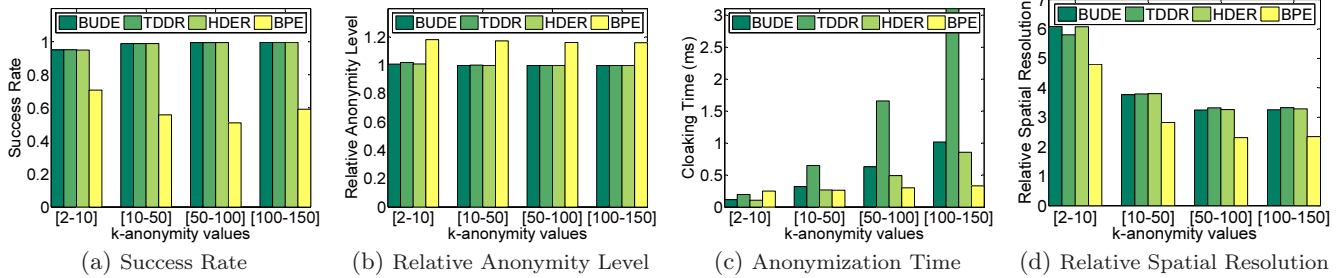 BUDE TDDR HDER BPE
1
0.8
0.6
0.4
0.2
0
Success Rate
[2-10] [10-50] [50-100] [100-150]
k-anonymity values
(a) Success Rate
BUDE TDDR HDER BPE
1.2
1.0
0.8
0.6
0.4
0.2
0
Relative Anonymity Level
[2-10] [10-50] [50-100] [100-150]
k-anonymity values
(b) Relative Anonymity Level
BUDE TDDR HDER BPE
3
2.5
2
1.5
1
0.5
0
Cloaking Time (ms)
[2-10] [10-50] [50-100] [100-150]
k-anonymity values
(c) Anonymization Time
BUDE TDDR HDER BPE
7
6
5
4
3
2
1
0
Relative Spatial Resolution
[2-10] [10-50] [50-100] [100-150]
k-anonymity values
(d) Relative Spatial Resolution